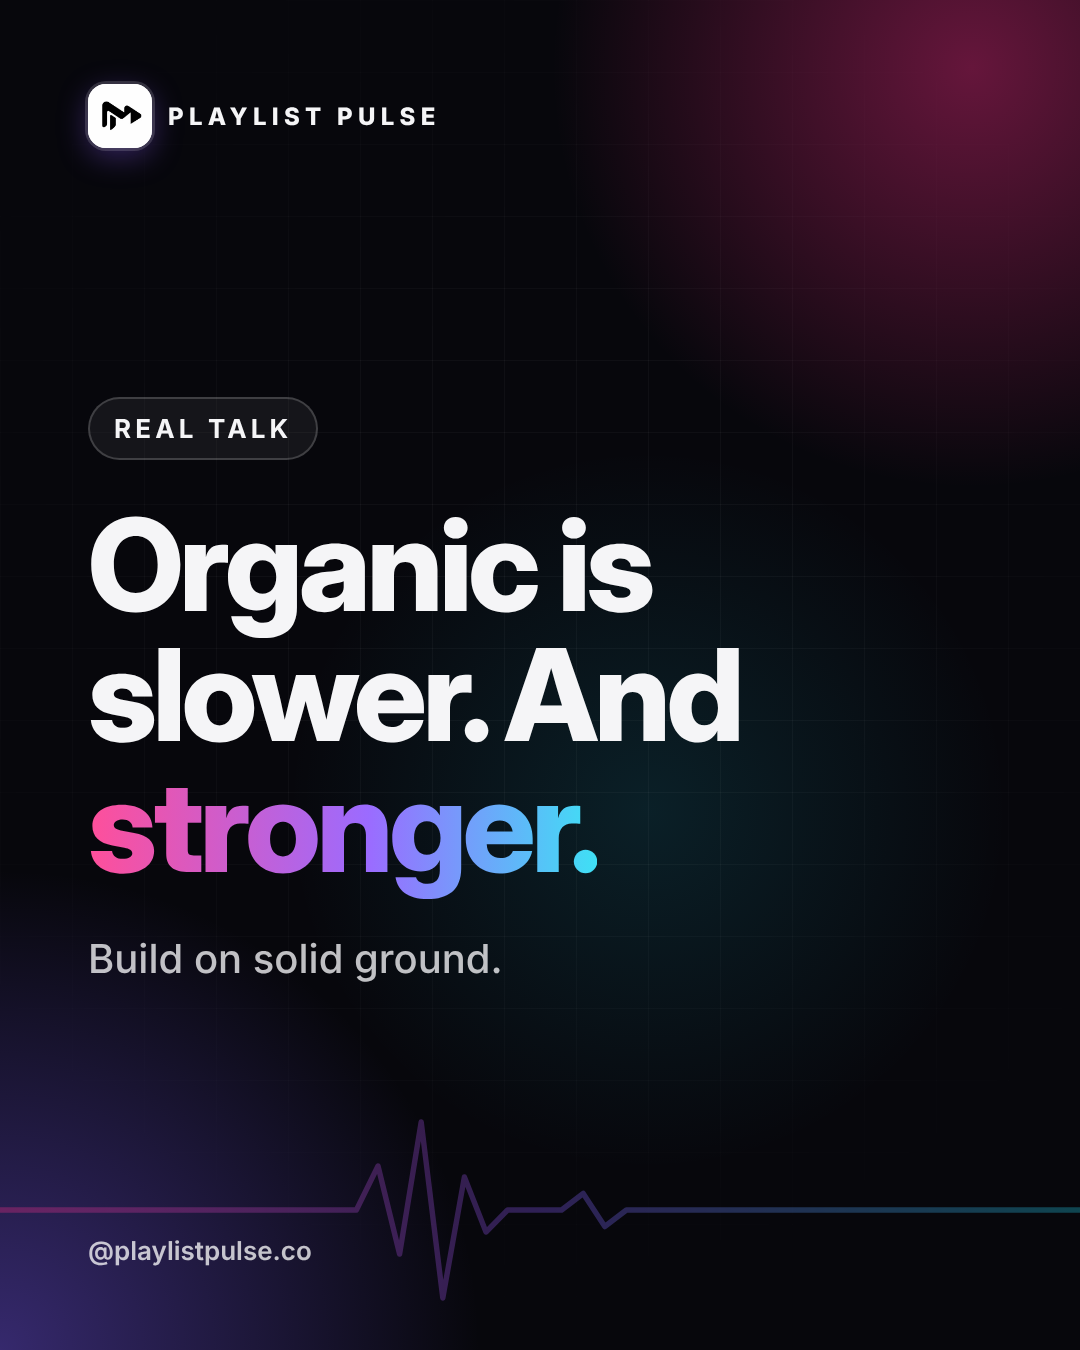 PLAYLIST PULSE
REAL TALK
Organic is
slower. And
stronger.
Build on solid ground.
@playlistpulse.co